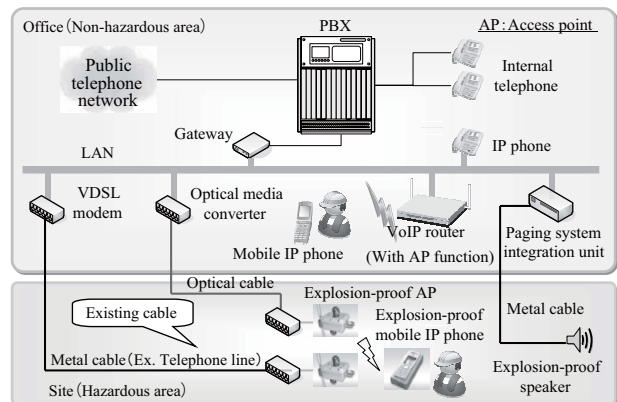 Office (Non-hazardous area)
PBX
AP : Access point
Public
telephone
network
Internal
telephone
Gateway
IP phone
LAN
VDSL
modem
Optical media
converter
Mobile IP phone
VoIP router
(With AP function)
Paging system
integration unit
Optical cable
Existing cable
Explosion-proof AP
Explosion-proof
mobile IP phone
Metal cable
Metal cable (Ex. Telephone line)
Explosion-proof
speaker
Site (Hazardous area)